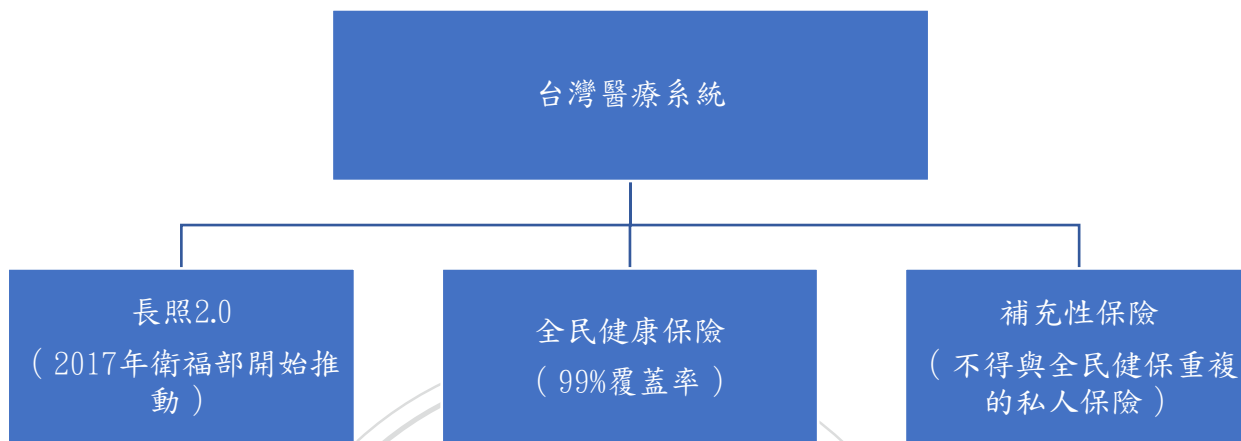 台灣醫療系統
長照2.0
（2017年衛福部開始推
動）
全民健康保險
（99%覆蓋率）
補充性保險
（不得與全民健保重複
的私人保險）